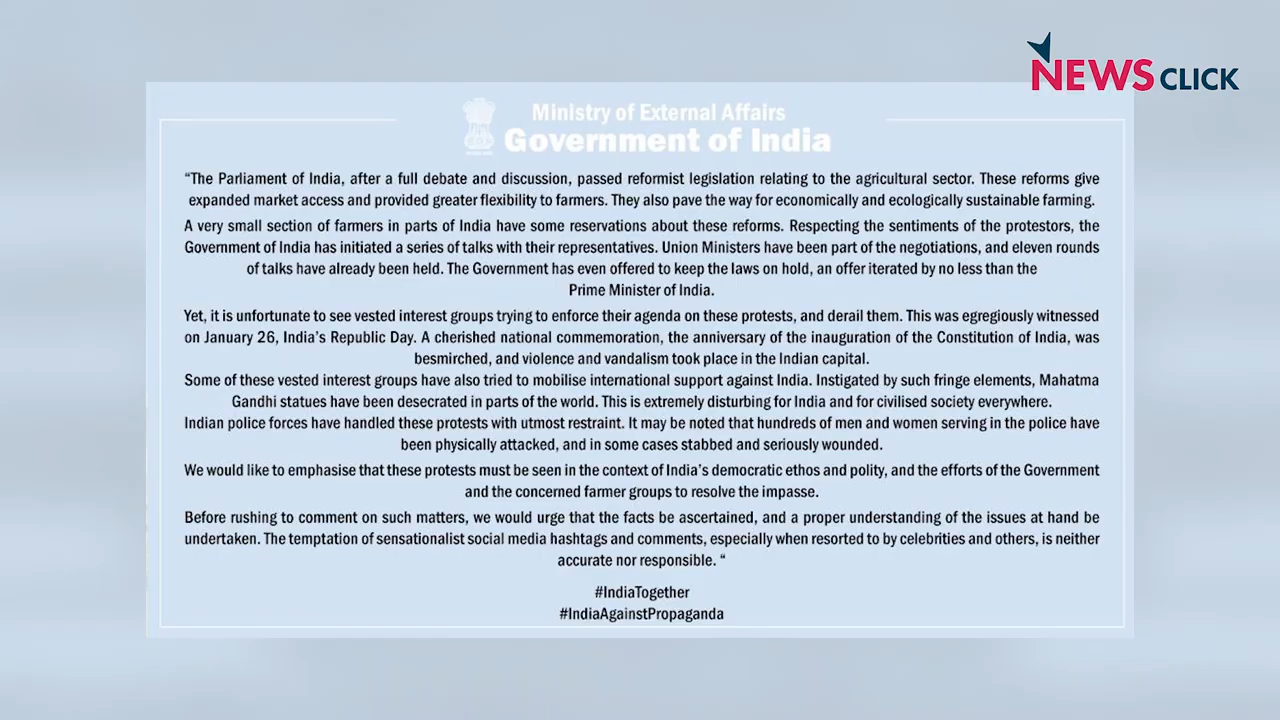 NEWS CLICK
Ministry of External Affairs
Government of India
“The Parliament of India, after a full debate and discussion, passed reformist legislation relating to the agricultural sector. These reforms give
expanded market access and provided greater flexibility to farmers. They also pave the way for economically and ecologically sustainable farming.
A very small section of farmers in parts of India have some reservations about these reforms. Respecting the sentiments of the protestors, the
Government of India has initiated a series of talks with their representatives. Union Ministers have been part of the negotiations, and eleven rounds
of talks have already been held. The Government has even offered to keep the laws on hold, an offer iterated by no less than the
Prime Minister of India.
Yet, it is unfortunate to see vested interest groups trying to enforce their agenda on these protests, and derail them. This was egregiously witnessed
on January 26, India’s Republic Day. A cherished national commemoration, the anniversary of the inauguration of the Constitution of India, was
besmirched, and violence and vandalism took place in the Indian capital.
Some of these vested interest groups have also tried to mobilise international support against India. Instigated by such fringe elements, Mahatma
Gandhi statues have been desecrated in parts of the world. This is extremely disturbing for India and for civilised society everywhere.
Indian police forces have handled these protests with utmost restraint. It may be noted that hundreds of men and women serving in the police have
been physically attacked, and in some cases stabbed and seriously wounded.
We would like to emphasise that these protests must be seen in the context of India’s democratic ethos and polity, and the efforts of the Government
and the concerned farmer groups to resolve the impasse.
Before rushing to comment on such matters, we would urge that the facts be ascertained, and a proper understanding of the issues at hand be
undertaken. The temptation of sensationalist social media hashtags and comments, especially when resorted to by celebrities and others, is neither
accurate nor responsible. “
#IndiaTogether
#IndiaAgainstPropaganda